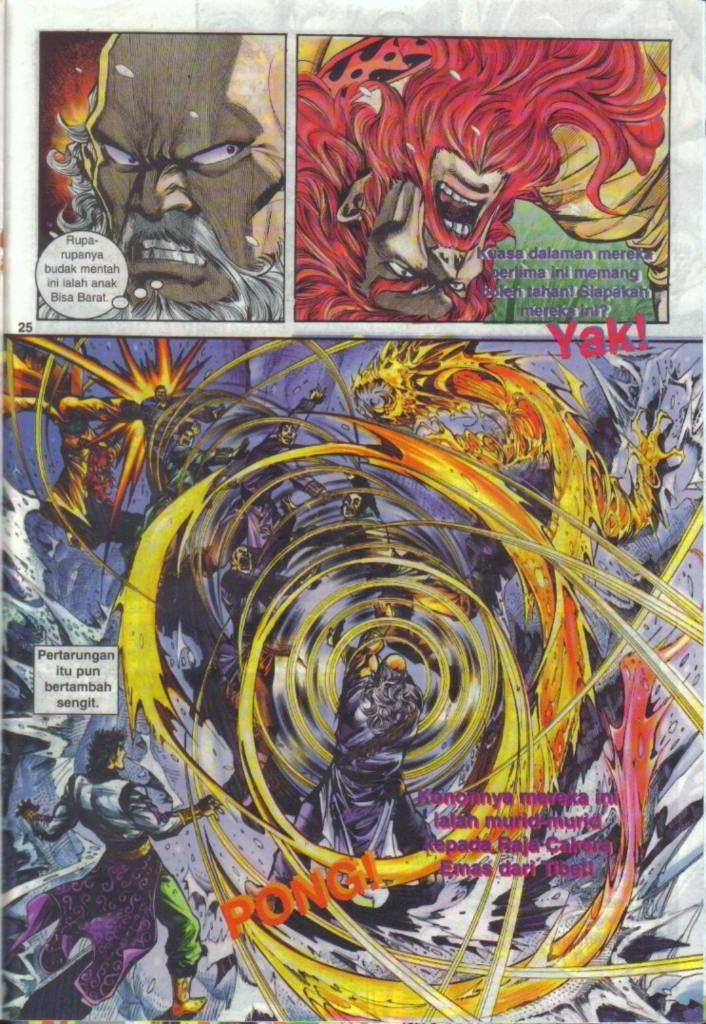 Rupa-
rupanya
budak mentah
ini ialah anak
Bisa Barat.
Kuasa dalaman mereka
berlima ini memang
boleh tahan! Siapakah
mereka ini?
25
Yak!
Pertarungan
itu pun
bertambah
sengit.
Kononnya mereka ini
ialah murid-murid
kepada Raja Cakera
Emas dari Tibet!
PONG!